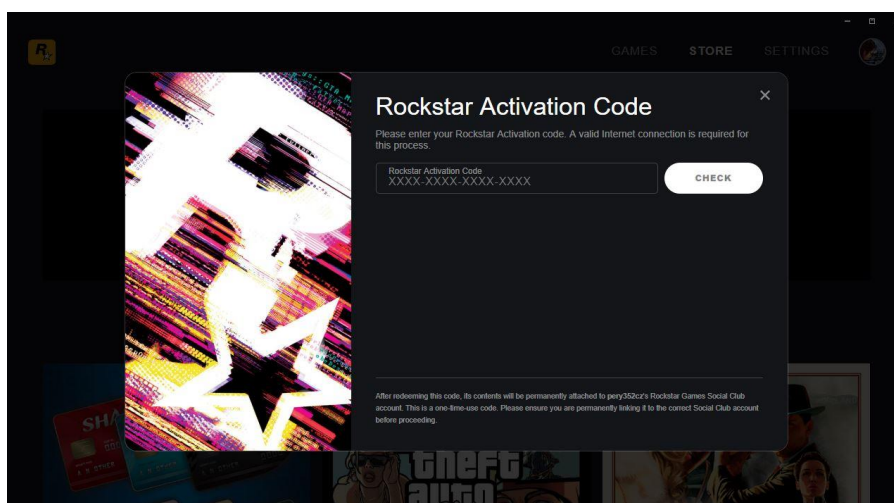 R
GAMES STORE SETTINGS
Rockstar Activation Code
Please enter your Rockstar Activation code. A valid Internet connection is required for
this process.
Rockstar Activation Code
XXXX-XXXX-XXXX-XXXX
CHECK
After redeeming this code, its contents will be permanently attached to pery352cz's Rockstar Games Social Club
account. This is a one-time-use code. Please ensure you are permanently linking it to the correct Social Club account
before proceeding.
theft
auto